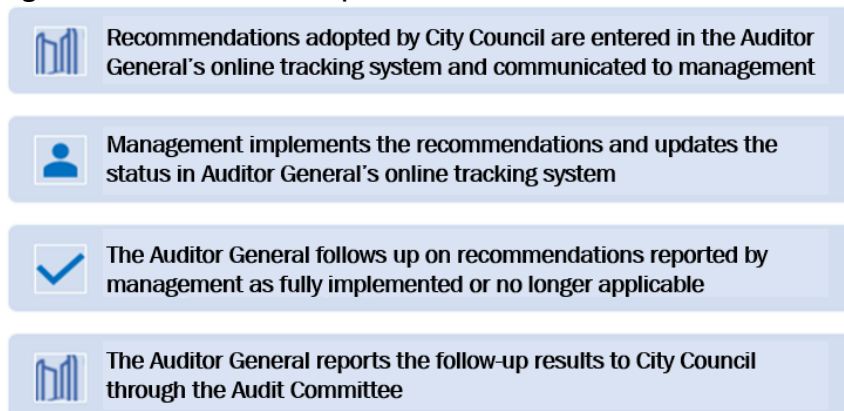 Recommendations adopted by City Council are entered in the Auditor
General's online tracking system and communicated to management
Management implements the recommendations and updates the
status in Auditor General's online tracking system
The Auditor General follows up on recommendations reported by
management as fully implemented or no longer applicable
The Auditor General reports the follow-up results to City Council
through the Audit Committee